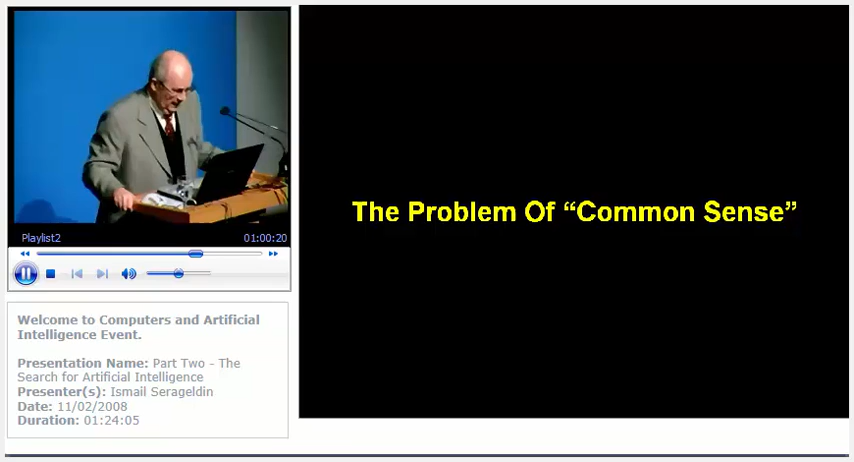 Playlist2
01:00:20
Welcome to Computers and Artificial
Intelligence Event.
Presentation Name: Part Two - The
Search for Artificial Intelligence
Presenter(s): Ismail Serageldin
Date: 11/02/2008
Duration: 01:24:05
The Problem Of “Common Sense”